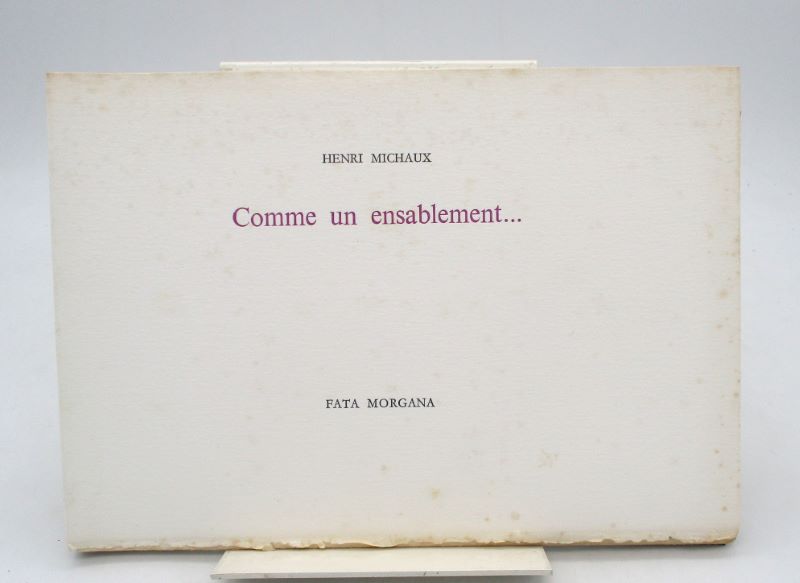 HENRI MICHAUX
Comme un ensablement...
FATA MORGANA